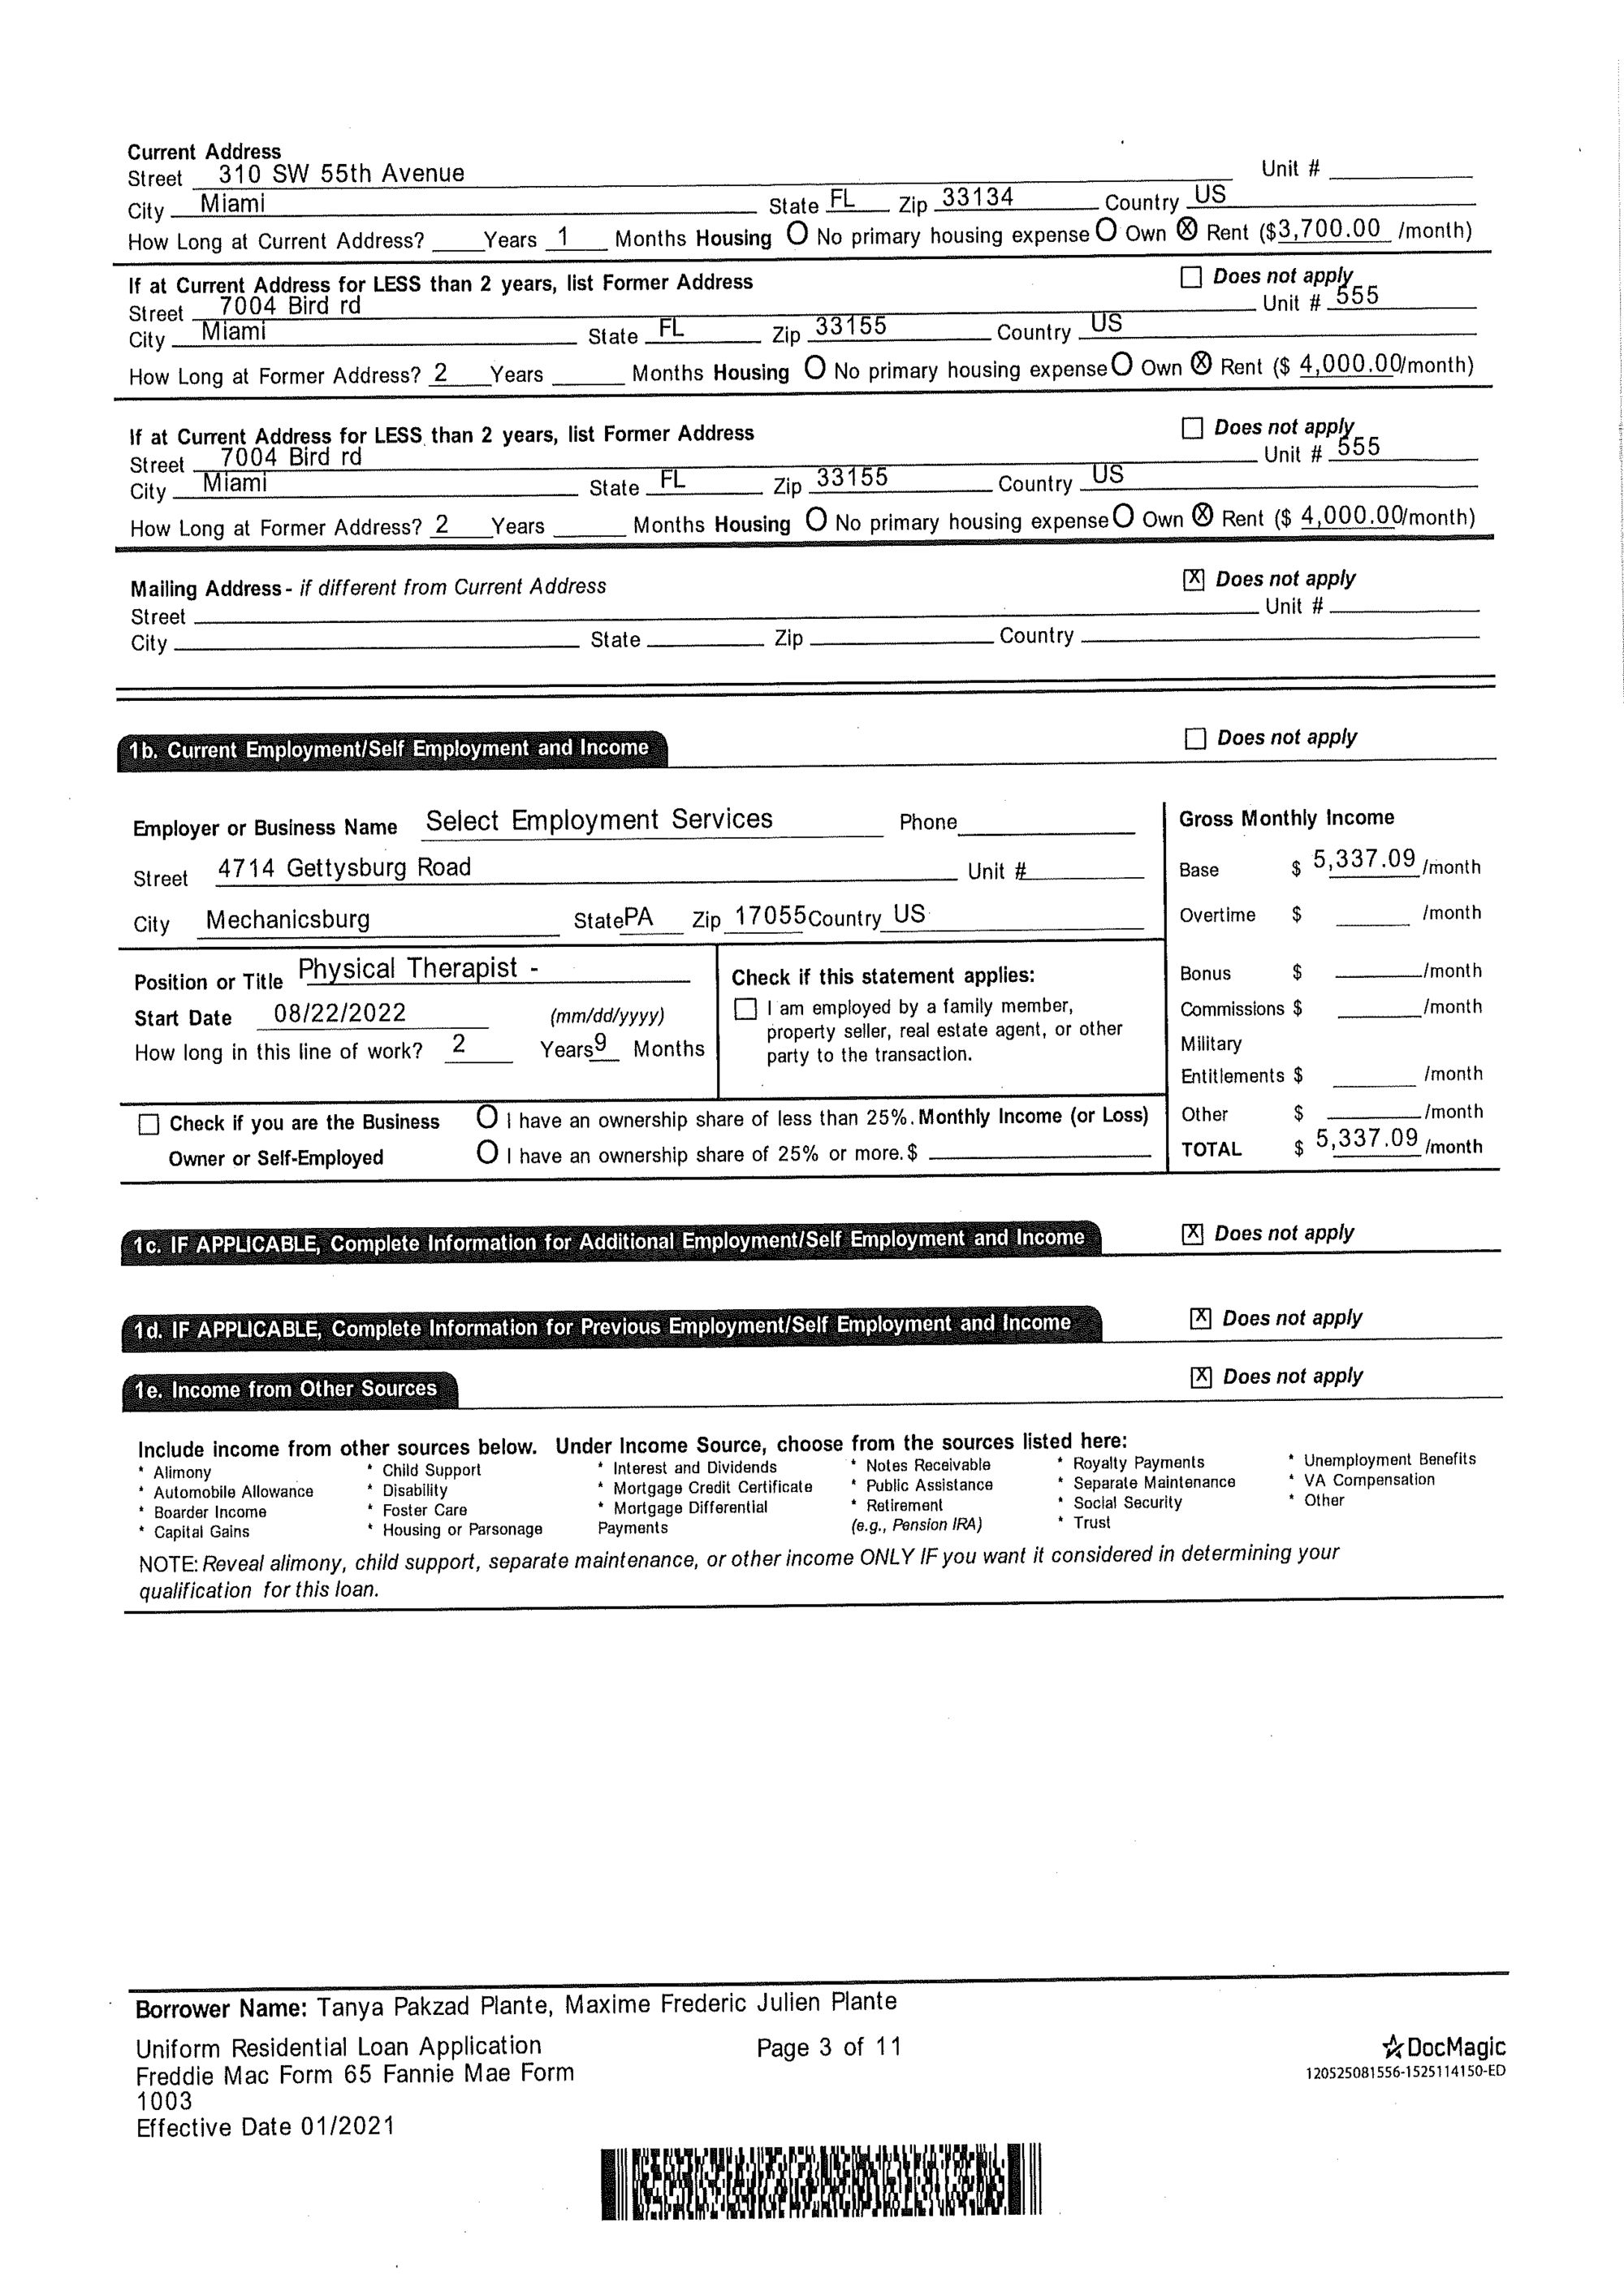 Current Address
Street 310 SW 55th Avenue Unit #
City Miami State FL Zip 33134 Country US
How Long at Current Address? Years 1 Months Housing O No primary housing expense O Own ⊗ Rent ($3,700.00 /month)
If at Current Address for LESS than 2 years, list Former Address ☐ Does not apply
Street 7004 Bird rd Unit # 555
City Miami State FL Zip 33155 Country US
How Long at Former Address? 2 Years Months Housing O No primary housing expense O Own ⊗ Rent ($ 4,000.00/month)
If at Current Address for LESS than 2 years, list Former Address ☐ Does not apply
Street 7004 Bird rd Unit # 555
City Miami State FL Zip 33155 Country US
How Long at Former Address? 2 Years Months Housing O No primary housing expense O Own ⊗ Rent ($ 4,000.00/month)
Mailing Address - if different from Current Address ☒ Does not apply
Street Unit #
City State Zip Country
1b. Current Employment/Self Employment and Income ☐ Does not apply
Employer or Business Name Select Employment Services Phone
Street 4714 Gettysburg Road Unit #
City Mechanicsburg State PA Zip 17055 Country US
Position or Title Physical Therapist -
Start Date 08/22/2022 (mm/dd/yyyy)
How long in this line of work? 2 Years 9 Months
Check if this statement applies:
☐ I am employed by a family member,
property seller, real estate agent, or other
party to the transaction.
☐ Check if you are the Business O I have an ownership share of less than 25%. Monthly Income (or Loss)
Owner or Self-Employed O I have an ownership share of 25% or more. $
Gross Monthly Income
Base $ 5,337.09 /month
Overtime $ /month
Bonus $ /month
Commissions $ /month
Military
Entitlements $ /month
Other $ /month
TOTAL $ 5,337.09 /month
1c. IF APPLICABLE, Complete Information for Additional Employment/Self Employment and Income ☒ Does not apply
1d. IF APPLICABLE, Complete Information for Previous Employment/Self Employment and Income ☒ Does not apply
1e. Income from Other Sources ☒ Does not apply
Include income from other sources below. Under Income Source, choose from the sources listed here:
* Alimony * Child Support * Interest and Dividends * Notes Receivable * Royalty Payments * Unemployment Benefits
* Automobile Allowance * Disability * Mortgage Credit Certificate * Public Assistance * Separate Maintenance * VA Compensation
* Boarder Income * Foster Care * Mortgage Differential * Retirement * Social Security * Other
* Capital Gains * Housing or Parsonage Payments (e.g., Pension IRA) * Trust
NOTE: Reveal alimony, child support, separate maintenance, or other income ONLY IF you want it considered in determining your
qualification for this loan.
Borrower Name: Tanya Pakzad Plante, Maxime Frederic Julien Plante
Uniform Residential Loan Application Page 3 of 11 DocMagic
Freddie Mac Form 65 Fannie Mae Form 120525081556-1525114150-ED
1003
Effective Date 01/2021